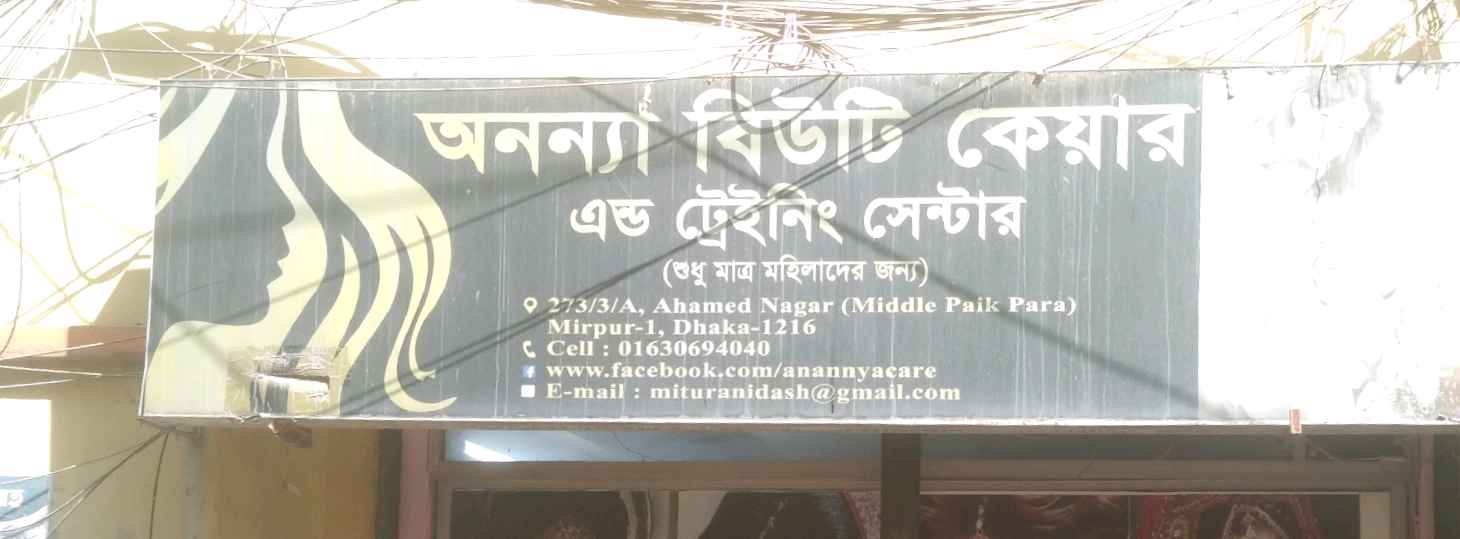 অনন্যা বিউটি কেয়ার
এন্ড ট্রেইনিং সেন্টার
(শুধু মাত্র মহিলাদের জন্য)
273/3/A, Ahamed Nagar (Middle Paik Para)
Mirpur-1, Dhaka-1216
Cell : 01630694040
www.facebook.com/anannyacare
E-mail : mituranidash@gmail.com